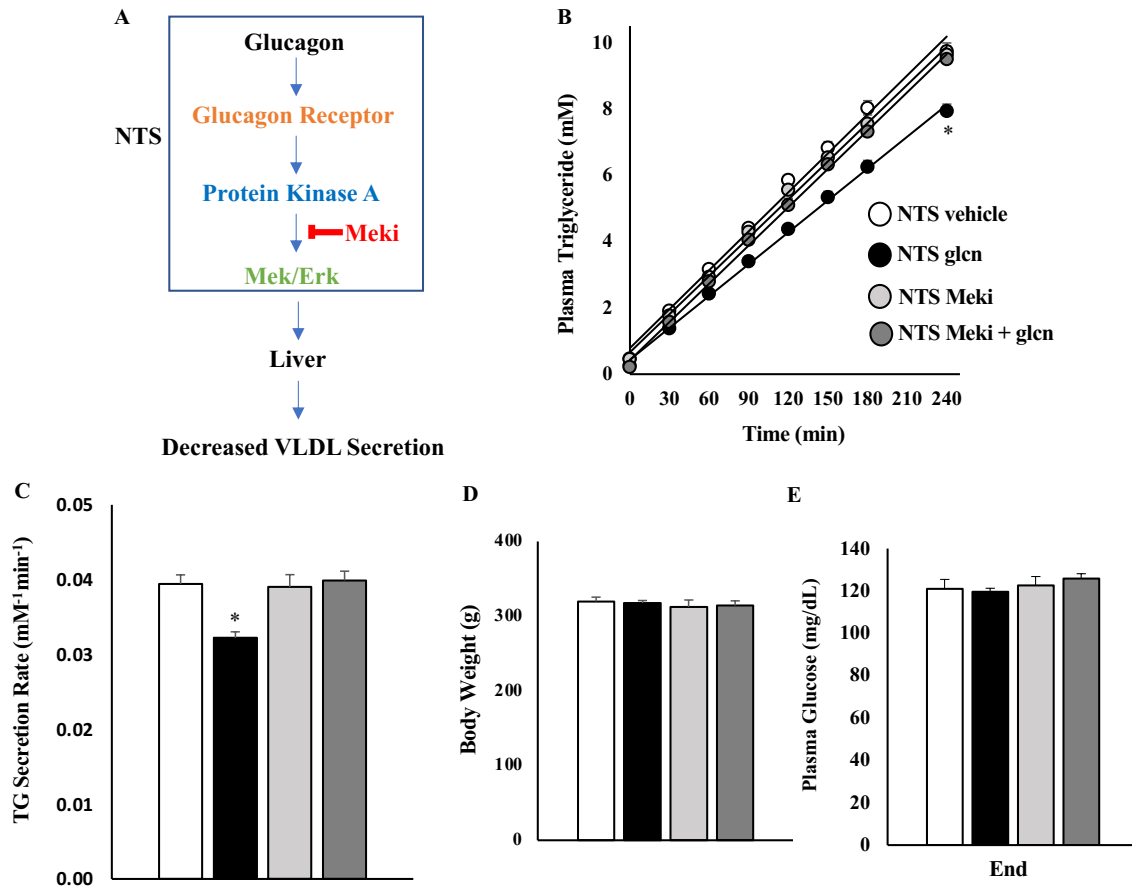 A
Glucagon
Glucagon Receptor
NTS
Protein Kinase A
Meki
Mek/Erk
Liver
Decreased VLDL Secretion
B
Plasma Triglyceride (mM)
10
8
6
4
2
0
*
NTS vehicle
NTS glcn
NTS Meki
NTS Meki + glcn
0 30 60 90 120 150 180 210 240
Time (min)
C
TG Secretion Rate (mM⁻¹min⁻¹)
0.05
0.04
0.03
0.02
0.01
0.00
*
D
Body Weight (g)
400
300
200
100
0
E
Plasma Glucose (mg/dL)
140
120
100
80
60
40
20
0
End